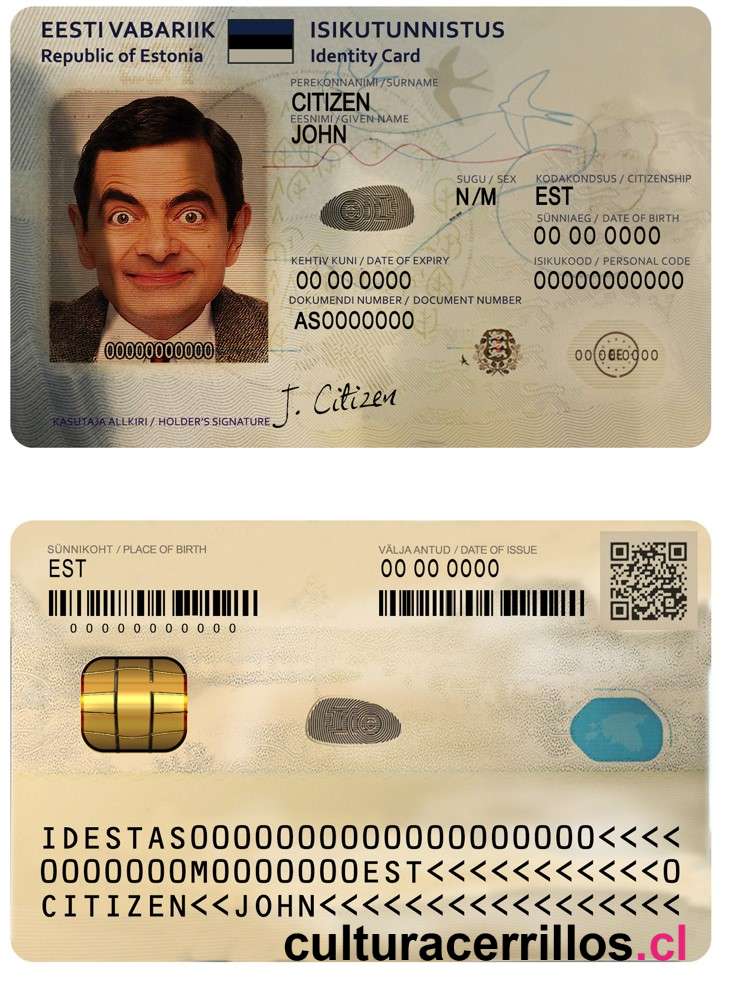 EESTI VABARIIK ISIKUTUNNISTUS
Republic of Estonia Identity Card
PEREKONNANIMI / SURNAME
CITIZEN
EESNIMI / GIVEN NAME
JOHN
SUGU / SEX KODAKONDSUS / CITIZENSHIP
N/M EST
SÜNNIAEG / DATE OF BIRTH
00 00 0000
KEHTIV KUNI / DATE OF EXPIRY ISIKUKOOD / PERSONAL CODE
00 00 0000 00000000000
DOKUMENDI NUMBER / DOCUMENT NUMBER
AS0000000
00000000000
J. Citizen
KASUTAJA ALLKIRI / HOLDER'S SIGNATURE
SÜNNIKOHT / PLACE OF BIRTH VÄLJA ANTUD / DATE OF ISSUE
EST 00 00 0000
00000000000
IDESTAS00000000000000000000<<<<
0000000M0000000EST<<<<<<<<<<<0
CITIZEN<<JOHN<<<<<<<<<<<<<<<<<
culturacerrillos.cl